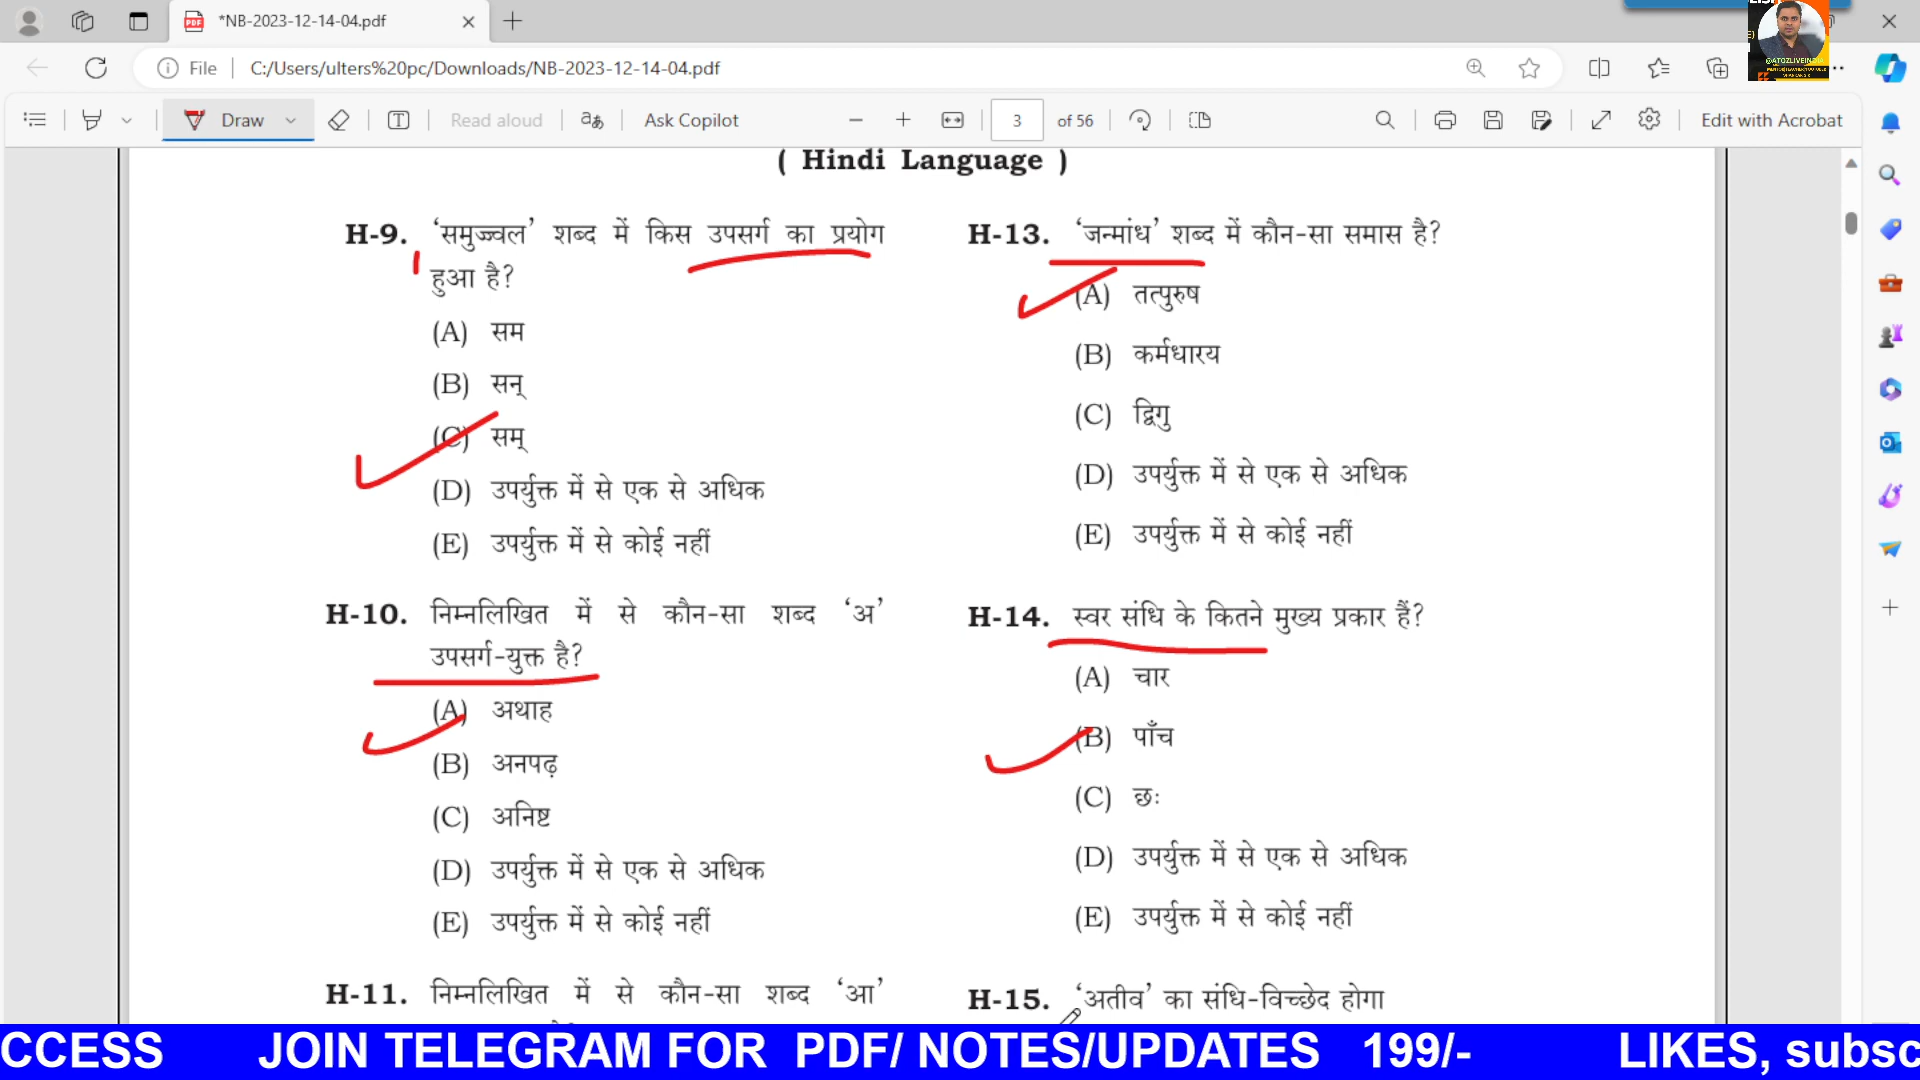 *NB-2023-12-14-04.pdf
File
C:/Users/ulters%20pc/Downloads/NB-2023-12-14-04.pdf
@ATOZLIVEINDIA
Draw
Read aloud
Ask Copilot
3 of 56
Edit with Acrobat
( Hindi Language )
H-9. ‘समुज्ज्वल’ शब्द में किस उपसर्ग का प्रयोग
हुआ है?
(A) सम
(B) सन्
(C) सम्
(D) उपर्युक्त में से एक से अधिक
(E) उपर्युक्त में से कोई नहीं
H-10. निम्नलिखित में से कौन-सा शब्द ‘अ’
उपसर्ग-युक्त है?
(A) अथाह
(B) अनपढ़
(C) अनिष्ट
(D) उपर्युक्त में से एक से अधिक
(E) उपर्युक्त में से कोई नहीं
H-11. निम्नलिखित में से कौन-सा शब्द ‘आ’
H-13. ‘जन्मांध’ शब्द में कौन-सा समास है?
(A) तत्पुरुष
(B) कर्मधारय
(C) द्विगु
(D) उपर्युक्त में से एक से अधिक
(E) उपर्युक्त में से कोई नहीं
H-14. स्वर संधि के कितने मुख्य प्रकार हैं?
(A) चार
(B) पाँच
(C) छः
(D) उपर्युक्त में से एक से अधिक
(E) उपर्युक्त में से कोई नहीं
H-15. ‘अतीव’ का संधि-विच्छेद होगा
CCESS JOIN TELEGRAM FOR PDF/ NOTES/UPDATES 199/- LIKES, subsc